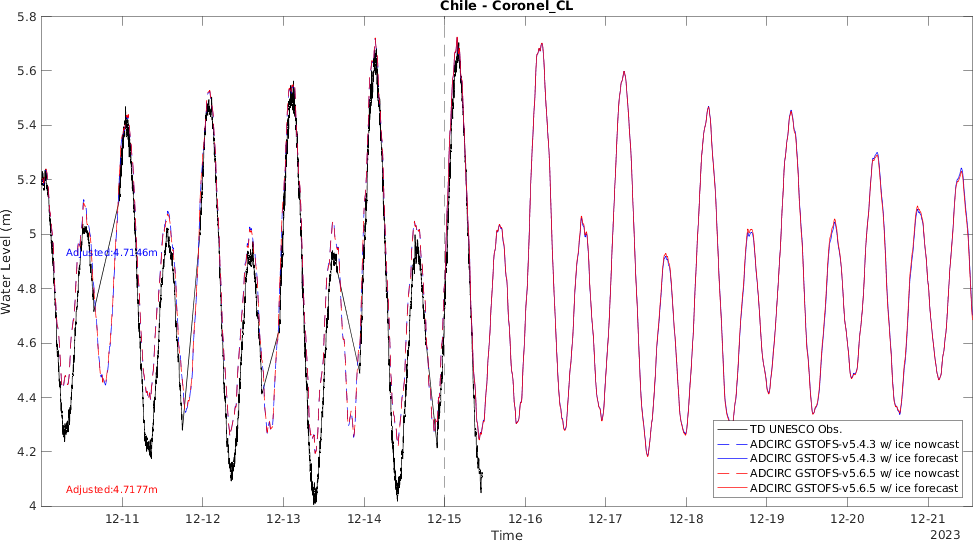 Chile - Coronel_CL
5.8
5.6
5.4
5.2
5
4.8
4.6
4.4
4.2
4
Water Level (m)
Adjusted:4.7146m
Adjusted:4.7177m
TD UNESCO Obs.
ADCIRC GSTOFS-v5.4.3 w/ ice nowcast
ADCIRC GSTOFS-v5.4.3 w/ ice forecast
ADCIRC GSTOFS-v5.6.5 w/ ice nowcast
ADCIRC GSTOFS-v5.6.5 w/ ice forecast
12-11 12-12 12-13 12-14 12-15 12-16 12-17 12-18 12-19 12-20 12-21
Time
2023